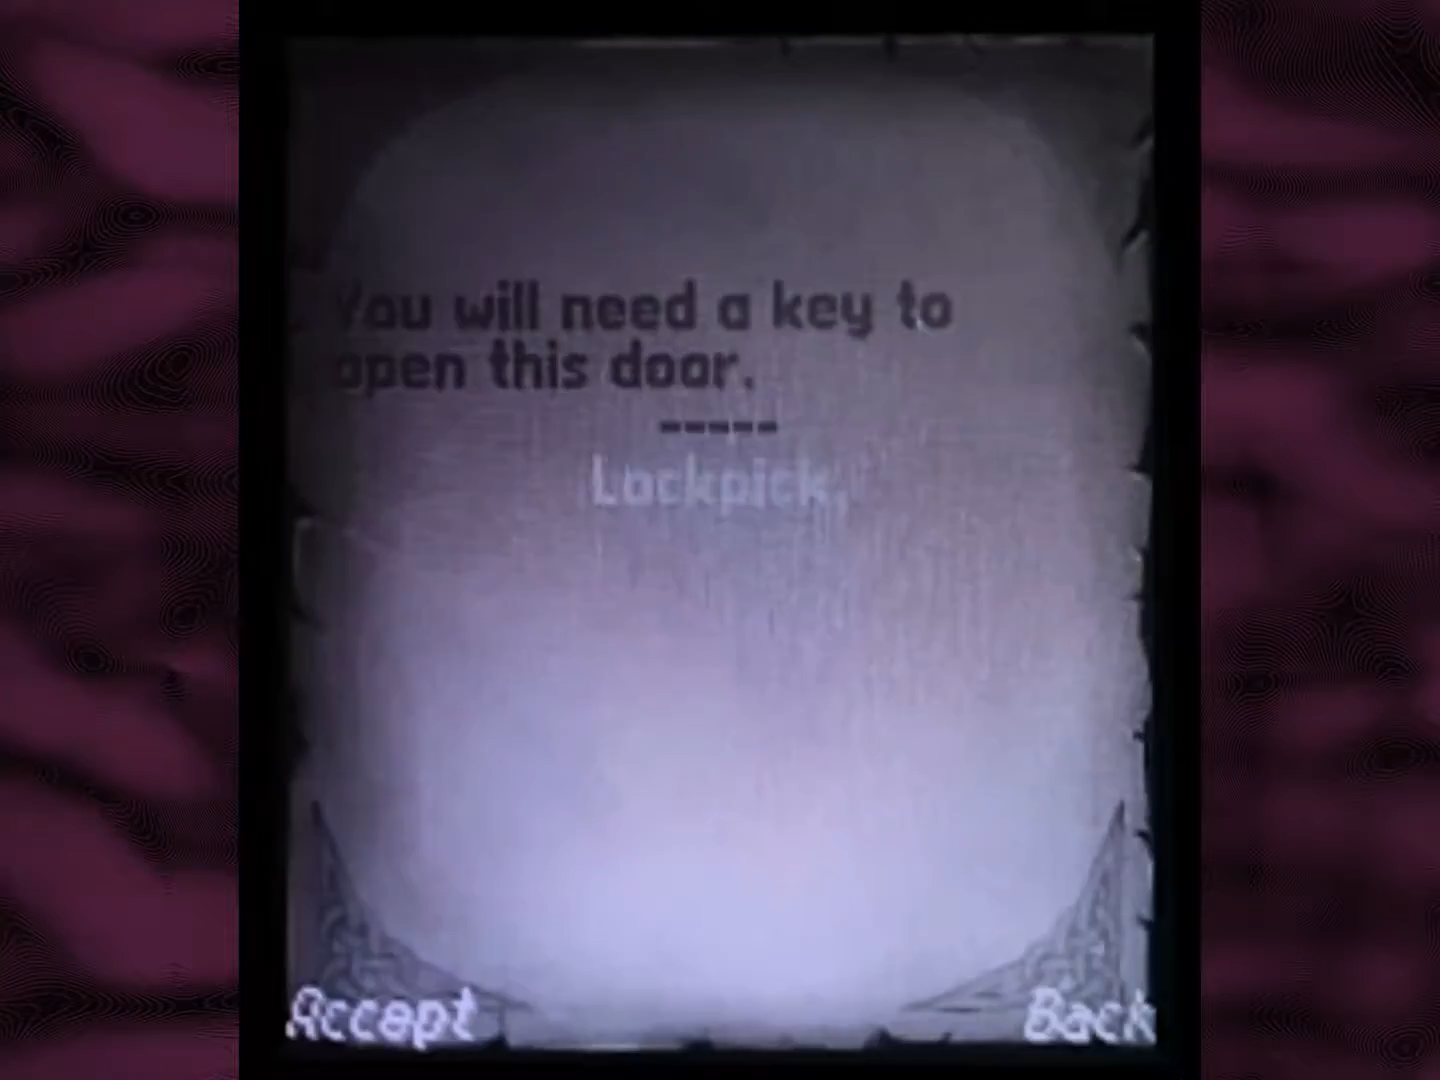 You will need a key to
open this door.
-----
Lockpick.
Accept
Back